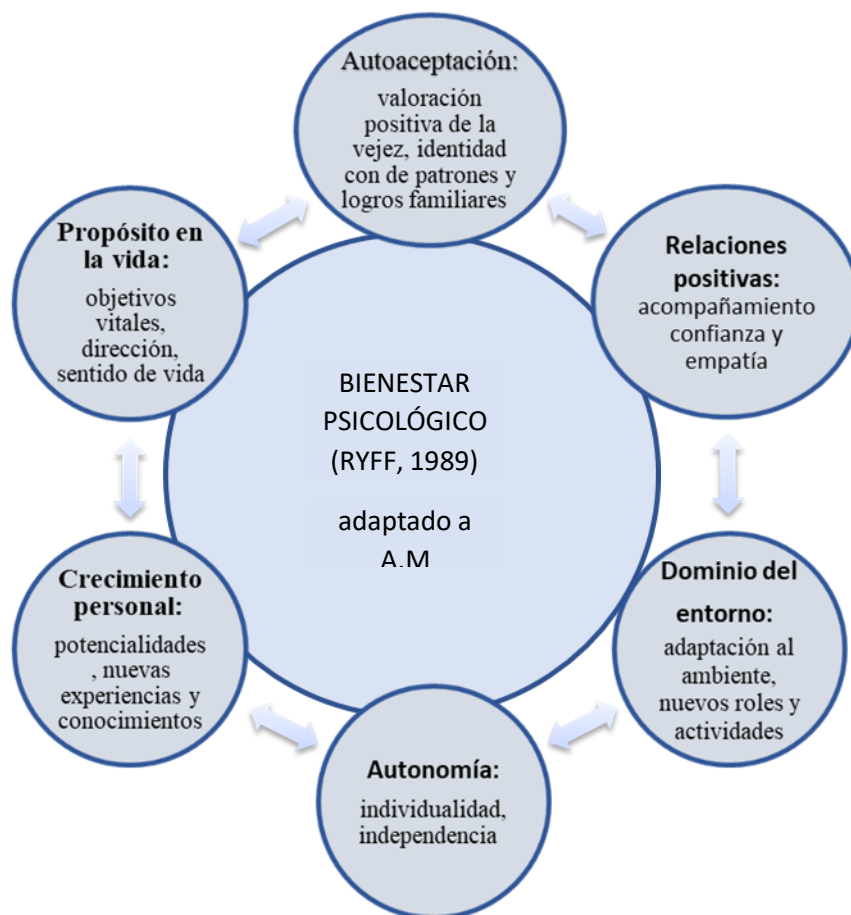 Autoaceptación:
valoración
positiva de la
vejez, identidad
con de patrones y
logros familiares
Relaciones
positivas:
acompañamiento
confianza y
empatía
Dominio del
entorno:
adaptación al
ambiente,
nuevos roles y
actividades
Autonomía:
individualidad,
independencia
Crecimiento
personal:
potencialidades
, nuevas
experiencias y
conocimientos
Propósito en
la vida:
objetivos
vitales,
dirección,
sentido de vida
BIENESTAR
PSICOLÓGICO
(RYFF, 1989)
adaptado a
A.M